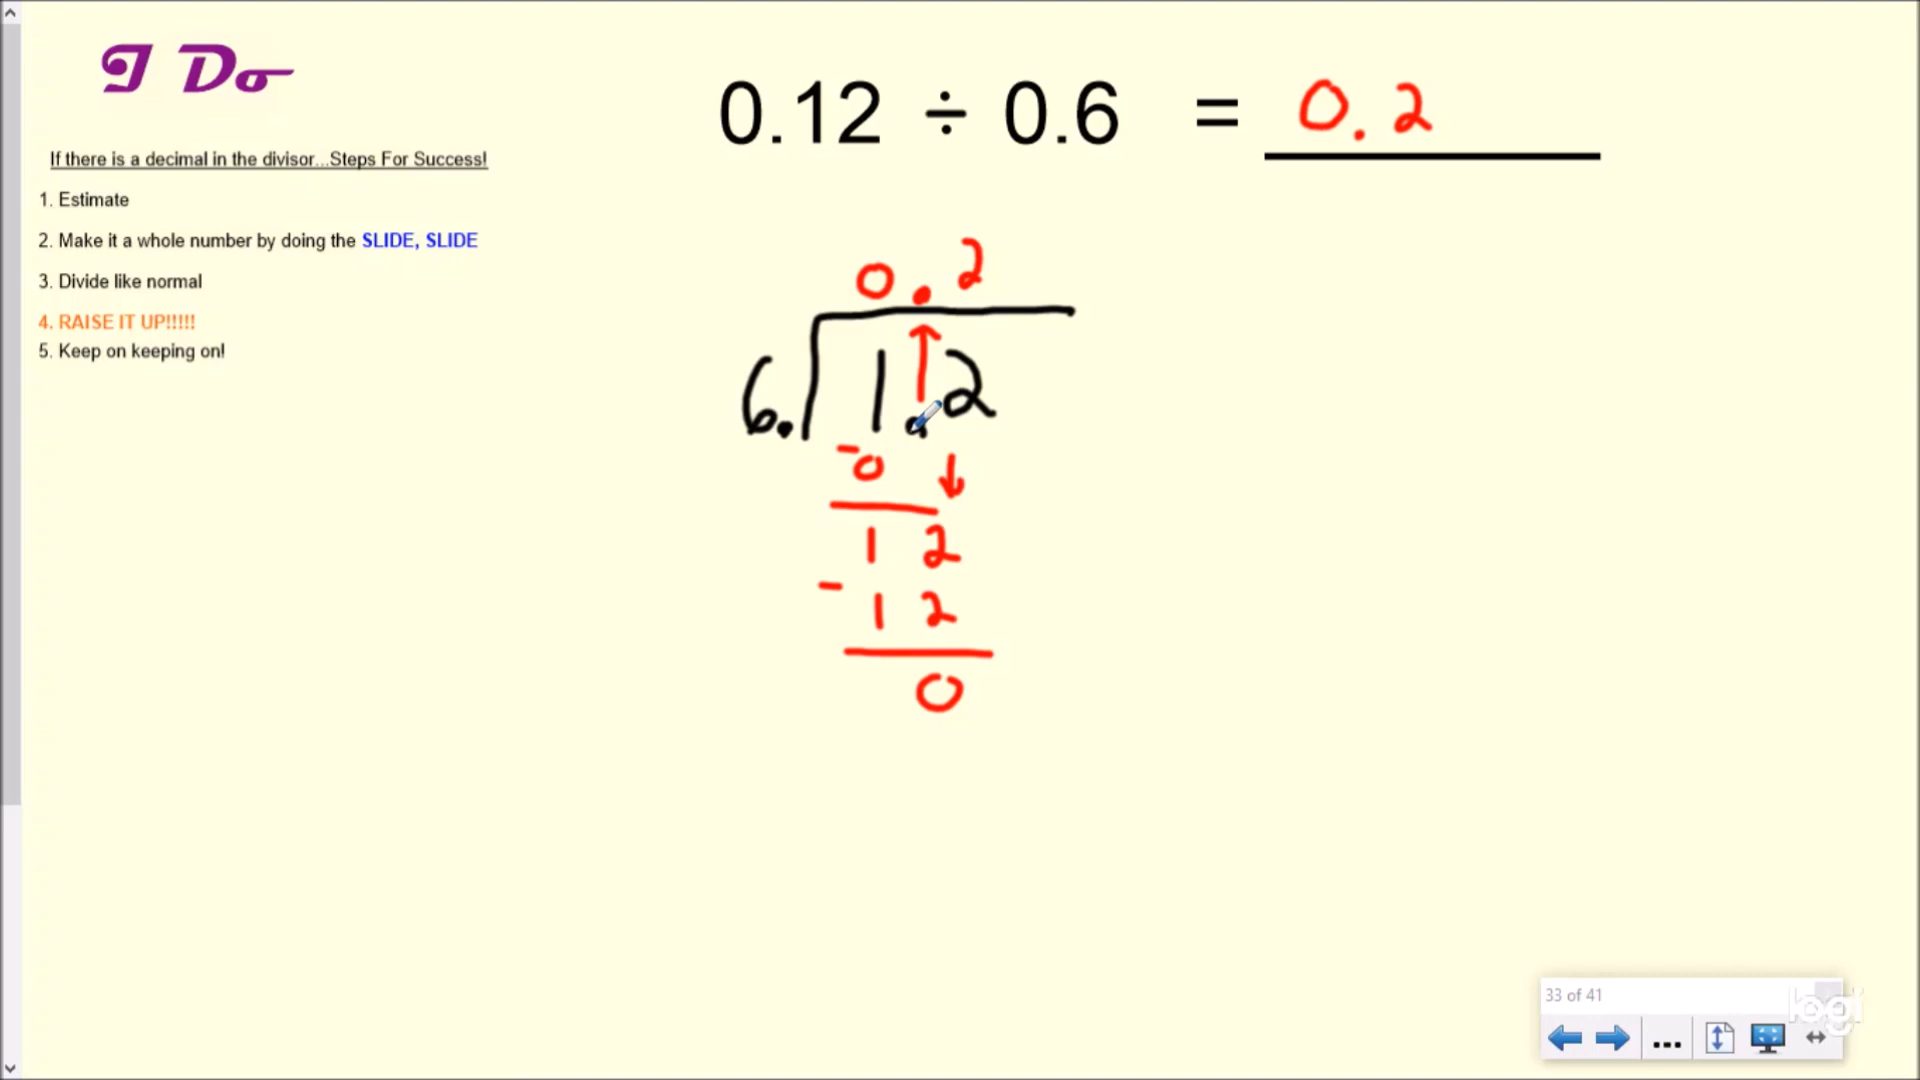 I Do
0.12 ÷ 0.6 = 0.2
If there is a decimal in the divisor...Steps For Success!
1. Estimate
2. Make it a whole number by doing the SLIDE, SLIDE
3. Divide like normal
4. RAISE IT UP!!!!!
5. Keep on keeping on!
0.2
6. 1.2
-0
12
- 12
0
33 of 41
logi
...